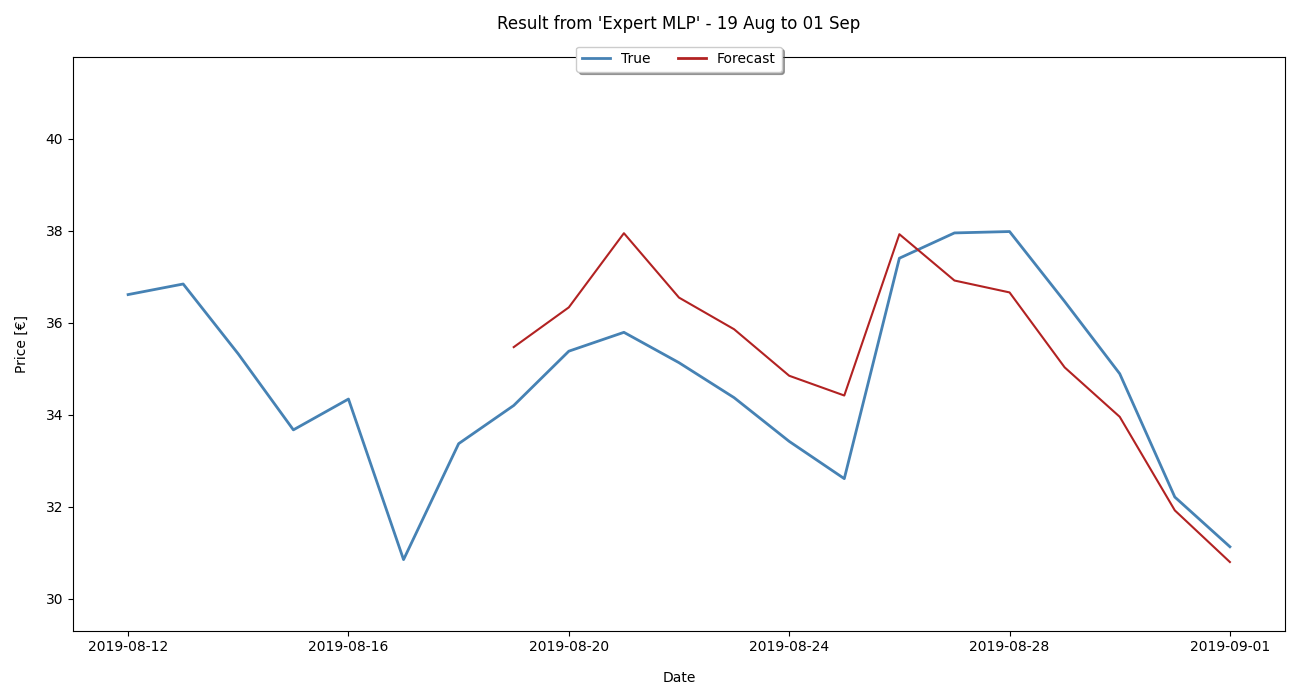 Result from 'Expert MLP' - 19 Aug to 01 Sep
True Forecast
40
38
36
34
32
30
Price [€]
2019-08-12 2019-08-16 2019-08-20 2019-08-24 2019-08-28 2019-09-01
Date